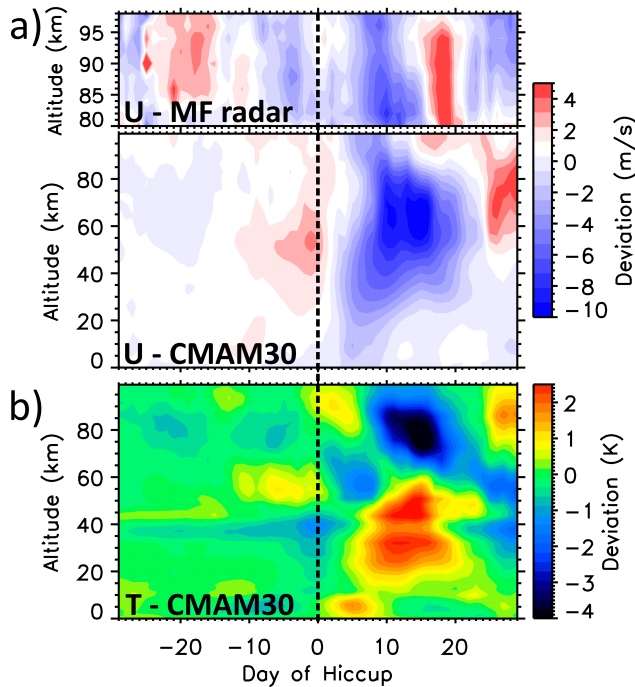 a)
Altitude (km)
95
90
85
80
U - MF radar
Altitude (km)
80
60
40
20
0
U - CMAM30
4
2
0
−2
−4
−6
−8
−10
Deviation (m/s)
b)
Altitude (km)
80
60
40
20
0
T - CMAM30
2
1
0
−1
−2
−3
−4
Deviation (K)
−20 −10 0 10 20
Day of Hiccup